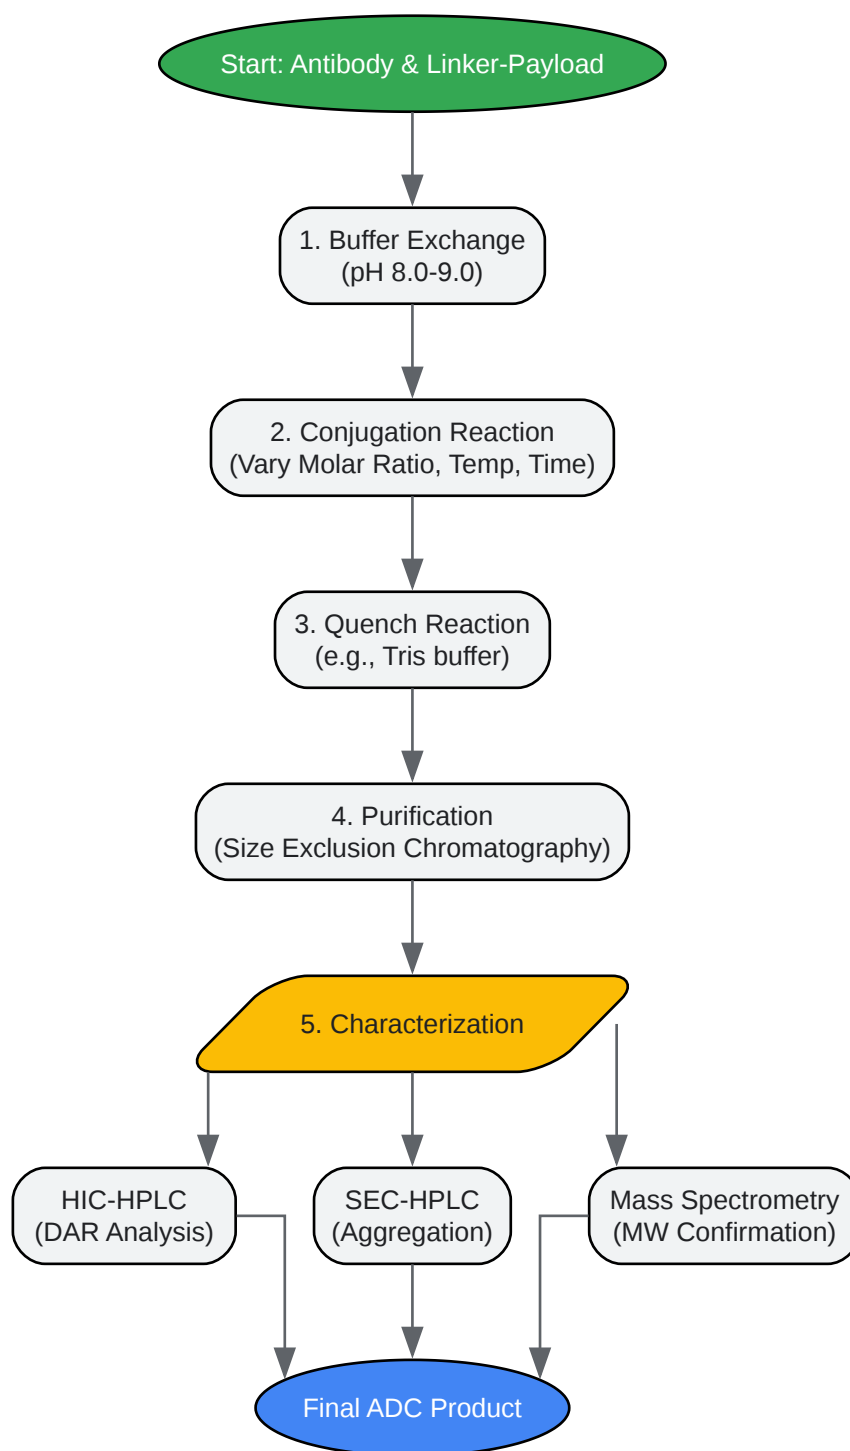 Start: Antibody & Linker-Payload
1. Buffer Exchange
(pH 8.0-9.0)
2. Conjugation Reaction
(Vary Molar Ratio, Temp, Time)
3. Quench Reaction
(e.g., Tris buffer)
4. Purification
(Size Exclusion Chromatography)
5. Characterization
HIC-HPLC
(DAR Analysis)
SEC-HPLC
(Aggregation)
Mass Spectrometry
(MW Confirmation)
Final ADC Product